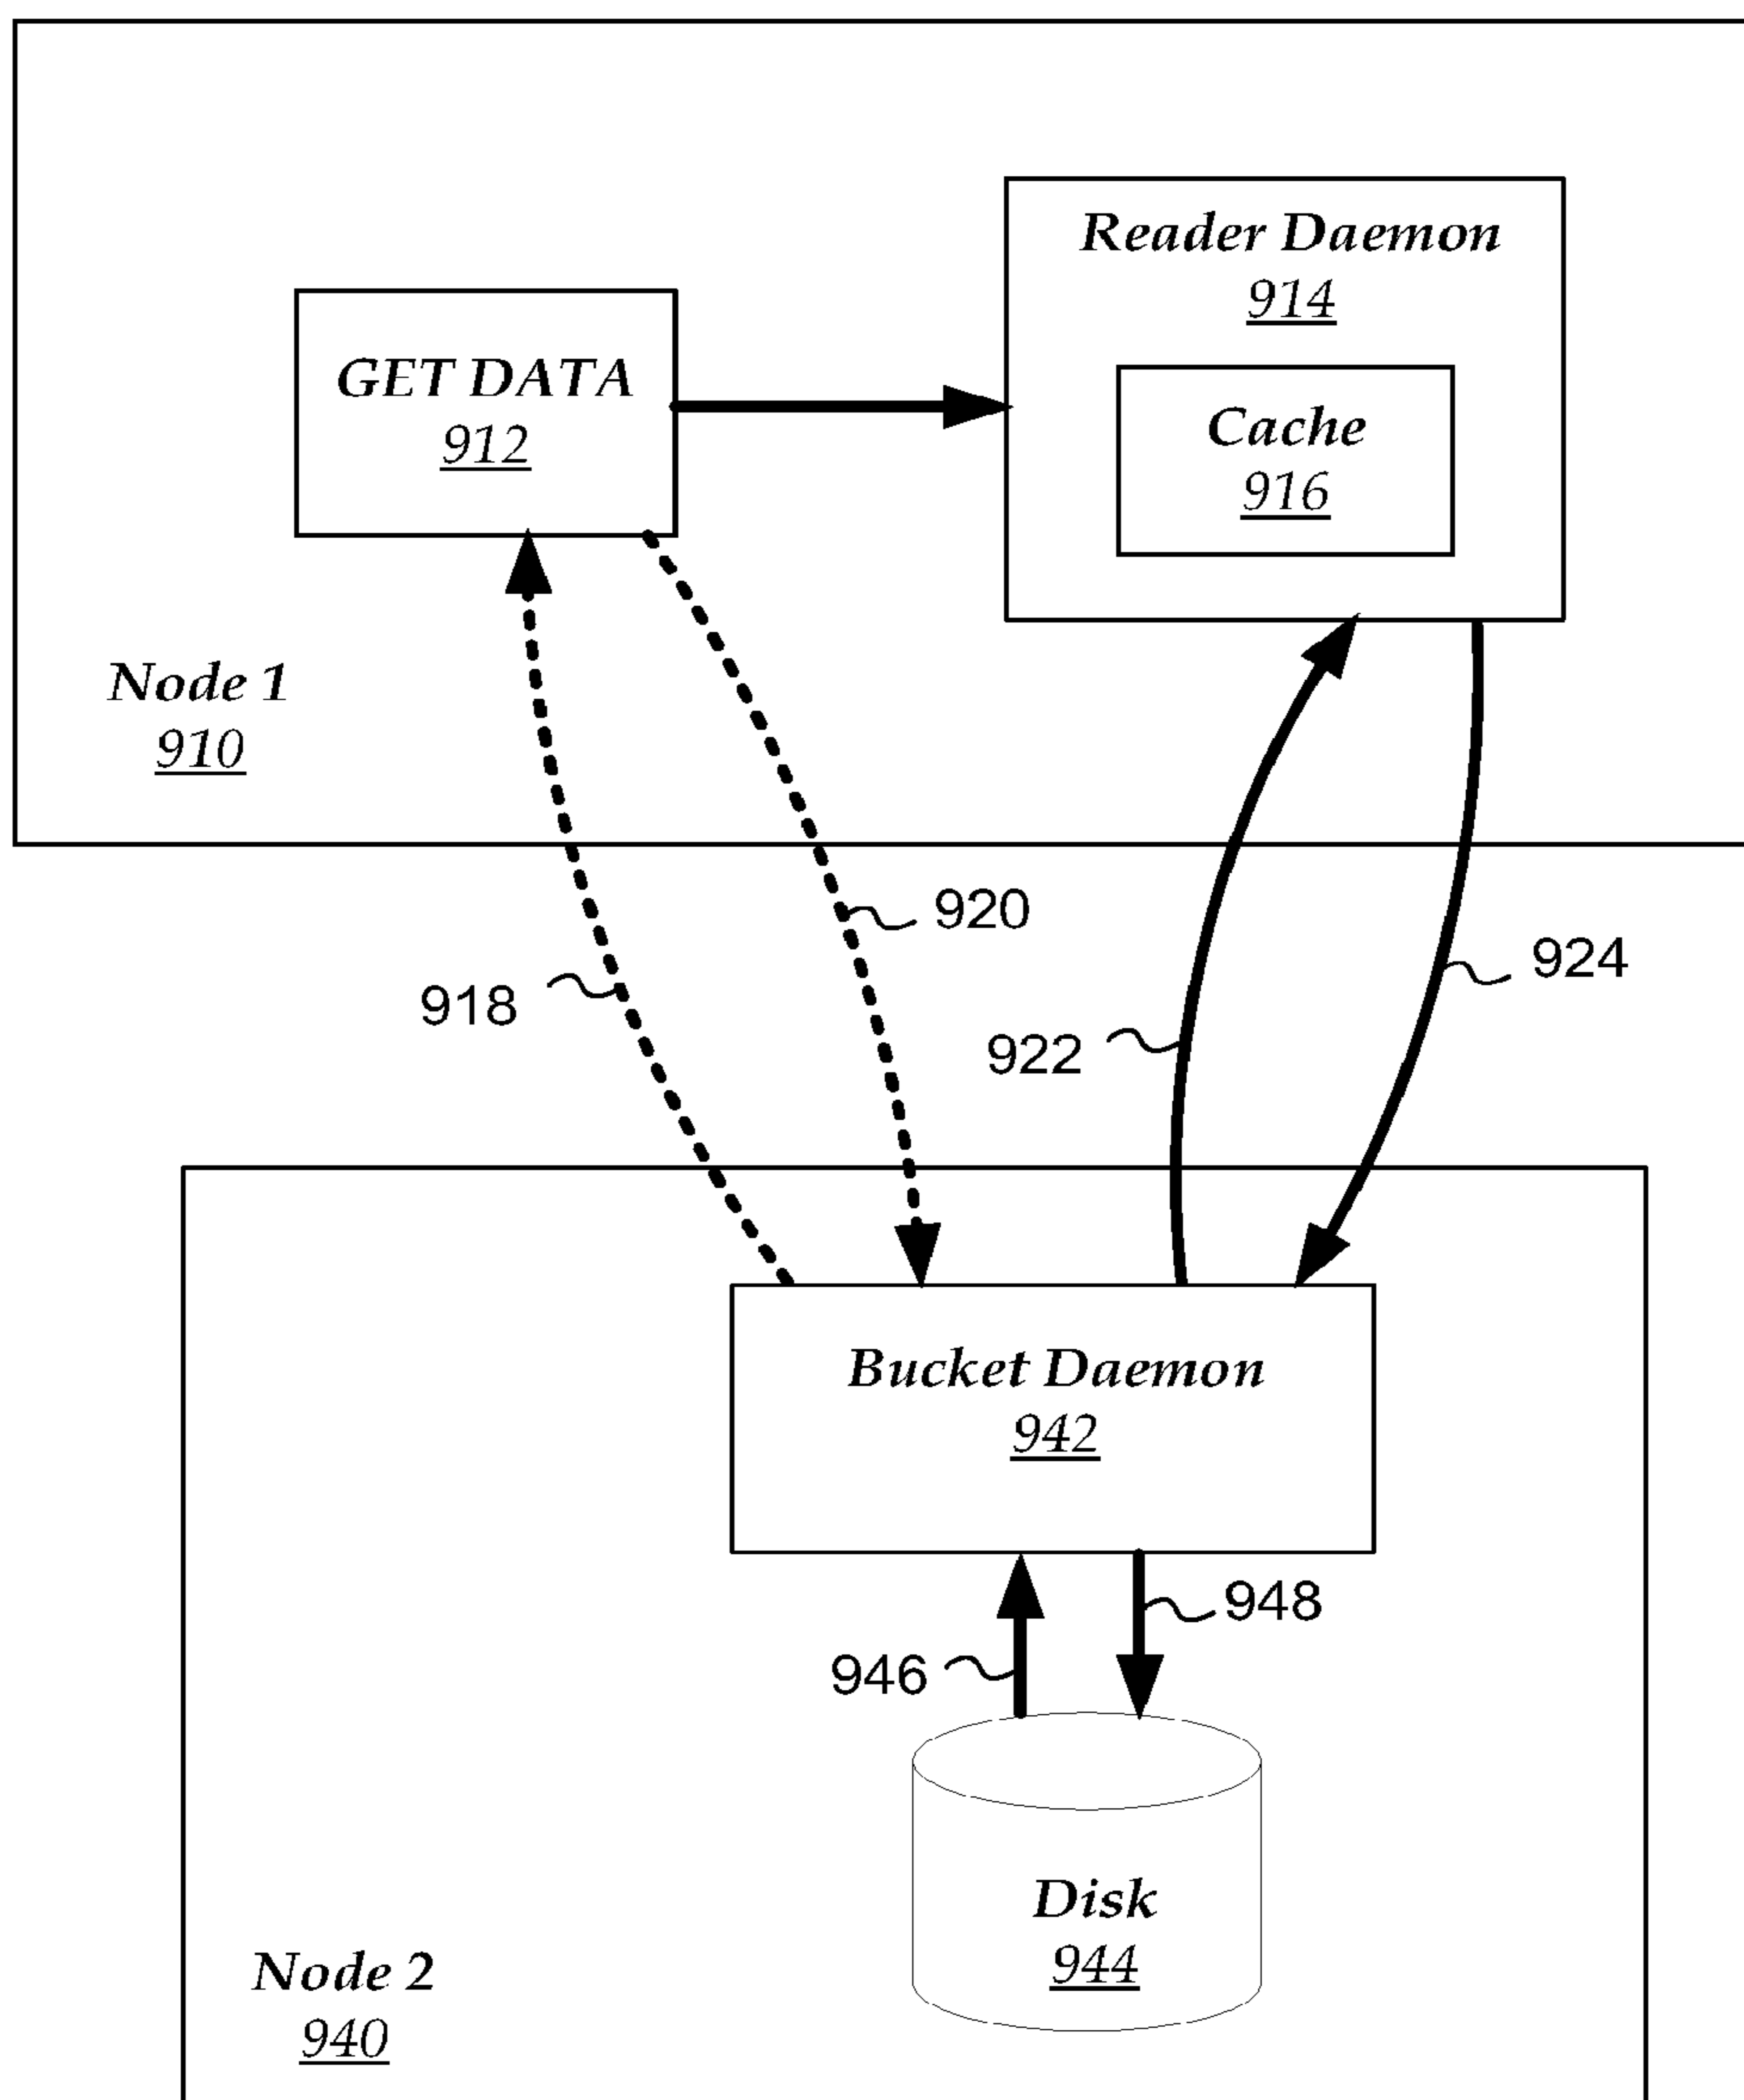 Reader Daemon
914
GET DATA
912
Cache
916
Node 1
910
920
924
918
922
Bucket Daemon
942
948
946
Disk
944
Node 2
940